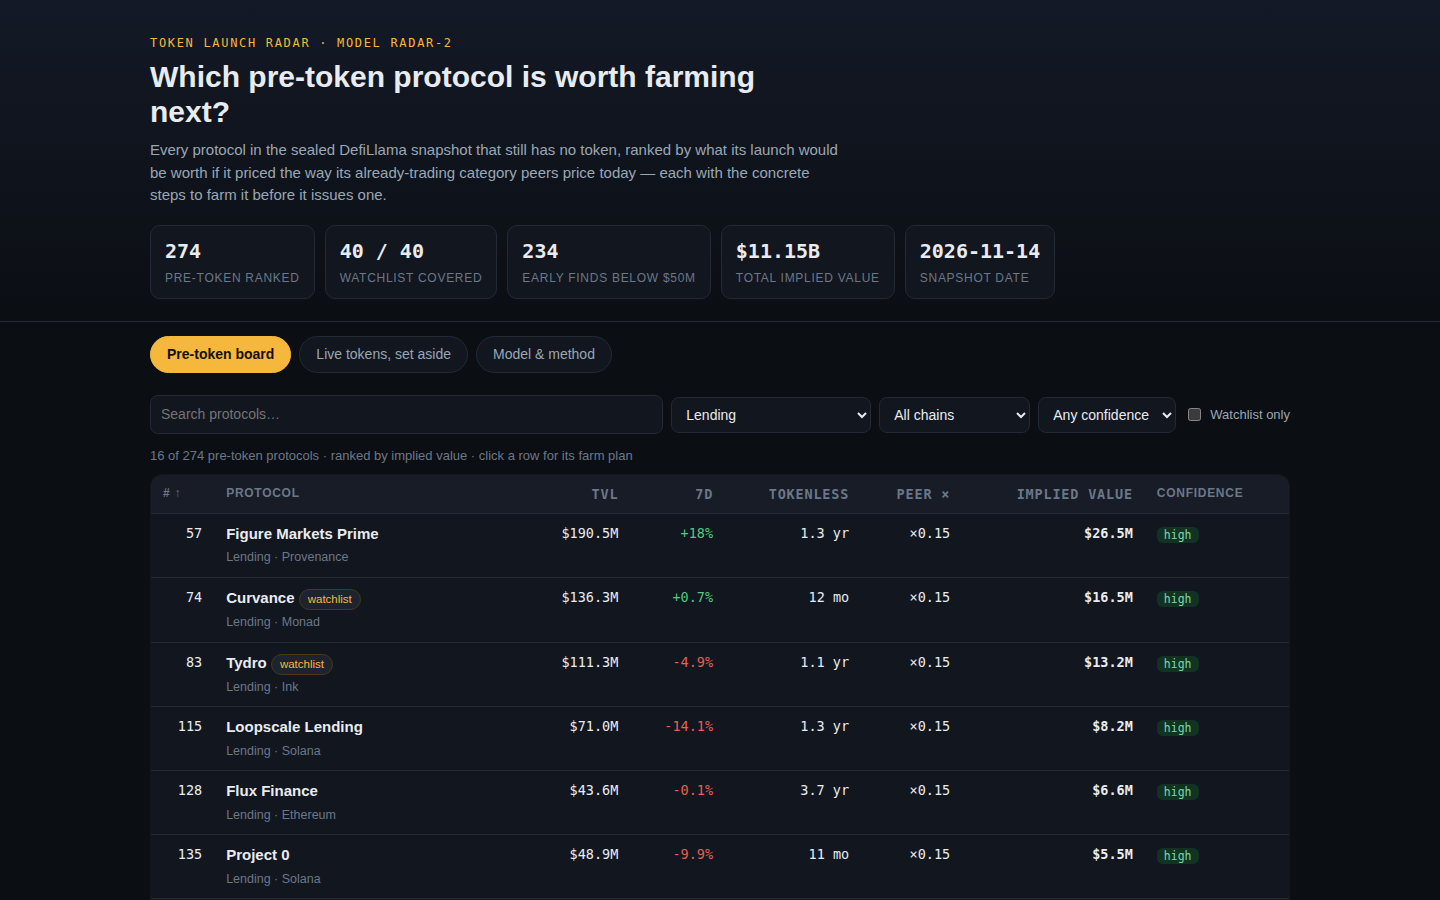 TOKEN LAUNCH RADAR · MODEL RADAR-2
Which pre-token protocol is worth farming
next?
Every protocol in the sealed DefiLlama snapshot that still has no token, ranked by what its launch would
be worth if it priced the way its already-trading category peers price today — each with the concrete
steps to farm it before it issues one.
274 40 / 40 234 $11.15B 2026-11-14
PRE-TOKEN RANKED WATCHLIST COVERED EARLY FINDS BELOW $50M TOTAL IMPLIED VALUE SNAPSHOT DATE
Pre-token board Live tokens, set aside Model & method
Search protocols… Lending All chains Any confidence Watchlist only
16 of 274 pre-token protocols · ranked by implied value · click a row for its farm plan
# ↑ PROTOCOL TVL 7D TOKENLESS PEER × IMPLIED VALUE CONFIDENCE
57 Figure Markets Prime $190.5M +18% 1.3 yr ×0.15 $26.5M high
Lending · Provenance
74 Curvance watchlist $136.3M +0.7% 12 mo ×0.15 $16.5M high
Lending · Monad
83 Tydro watchlist $111.3M -4.9% 1.1 yr ×0.15 $13.2M high
Lending · Ink
115 Loopscale Lending $71.0M -14.1% 1.3 yr ×0.15 $8.2M high
Lending · Solana
128 Flux Finance $43.6M -0.1% 3.7 yr ×0.15 $6.6M high
Lending · Ethereum
135 Project 0 $48.9M -9.9% 11 mo ×0.15 $5.5M high
Lending · Solana